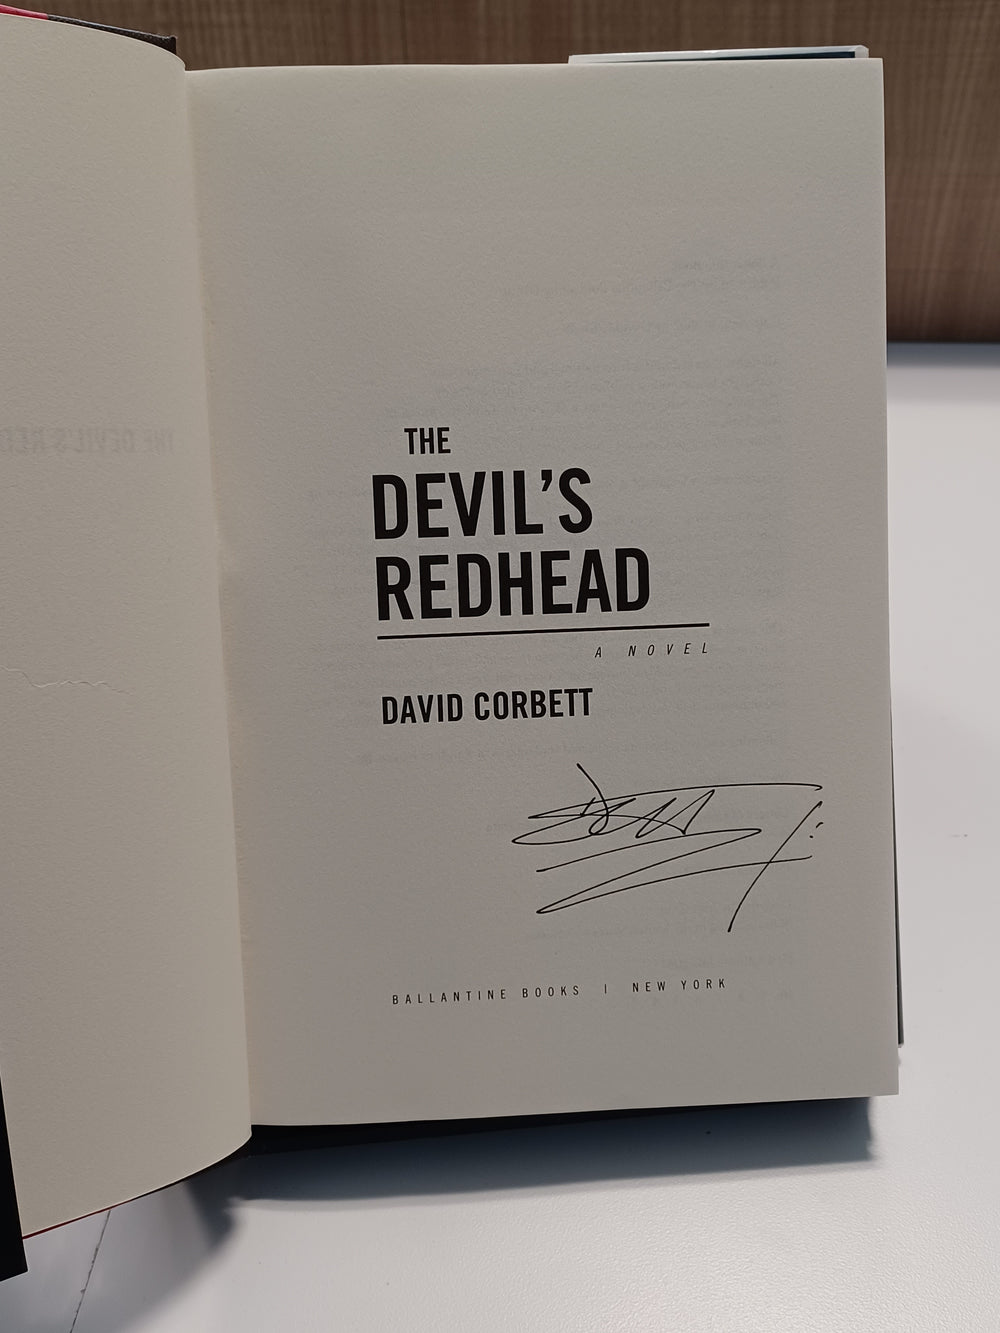 THE
DEVIL'S
REDHEAD
A NOVEL
DAVID CORBETT
BALLANTINE BOOKS | NEW YORK